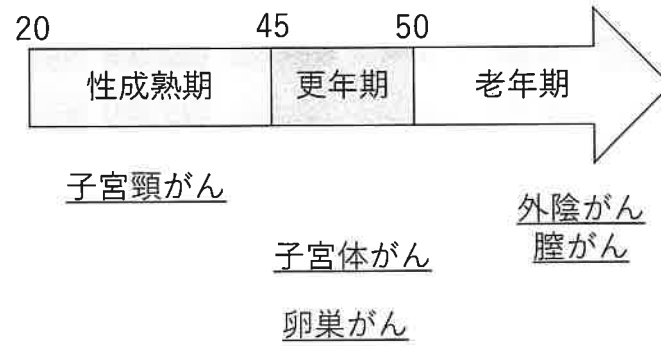 20 45 50
性成熟期 更年期 老年期
子宮頸がん
外陰がん
膣がん
子宮体がん
卵巣がん